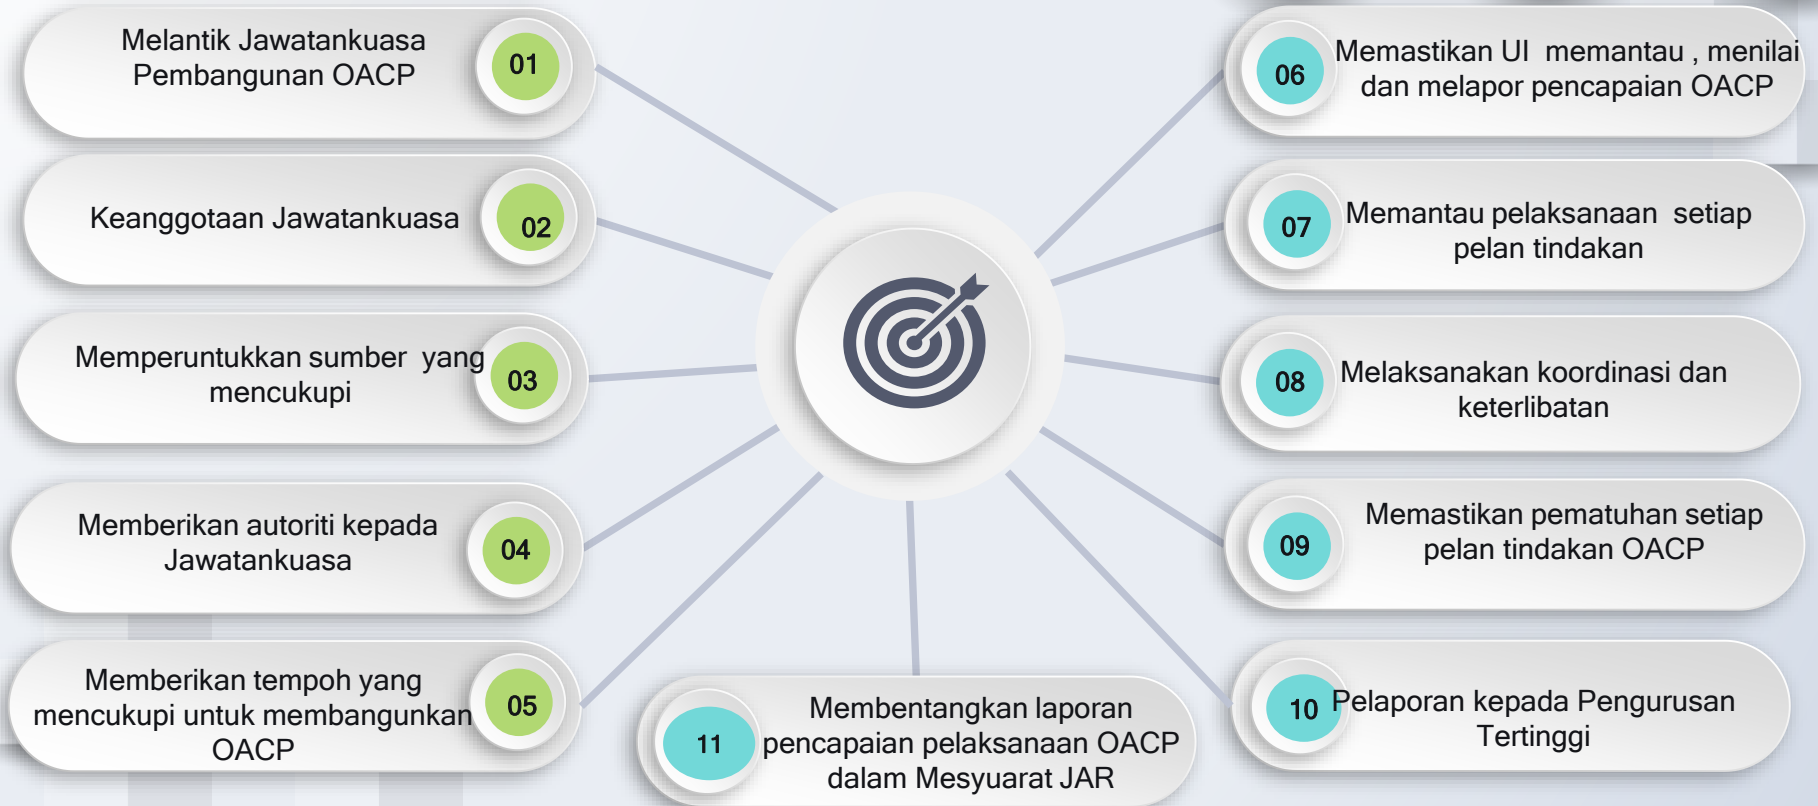 01
Melantik Jawatankuasa
Pembangunan OACP
02
Keanggotaan Jawatankuasa
03
Memperuntukkan sumber yang
mencukupi
04
Memberikan autoriti kepada
Jawatankuasa
05
Memberikan tempoh yang
mencukupi untuk membangunkan
OACP
06
Memastikan UI memantau , menilai
dan melapor pencapaian OACP
07
Memantau pelaksanaan setiap
pelan tindakan
08
Melaksanakan koordinasi dan
keterlibatan
09
Memastikan pematuhan setiap
pelan tindakan OACP
10
Pelaporan kepada Pengurusan
Tertinggi
11
Membentangkan laporan
pencapaian pelaksanaan OACP
dalam Mesyuarat JAR